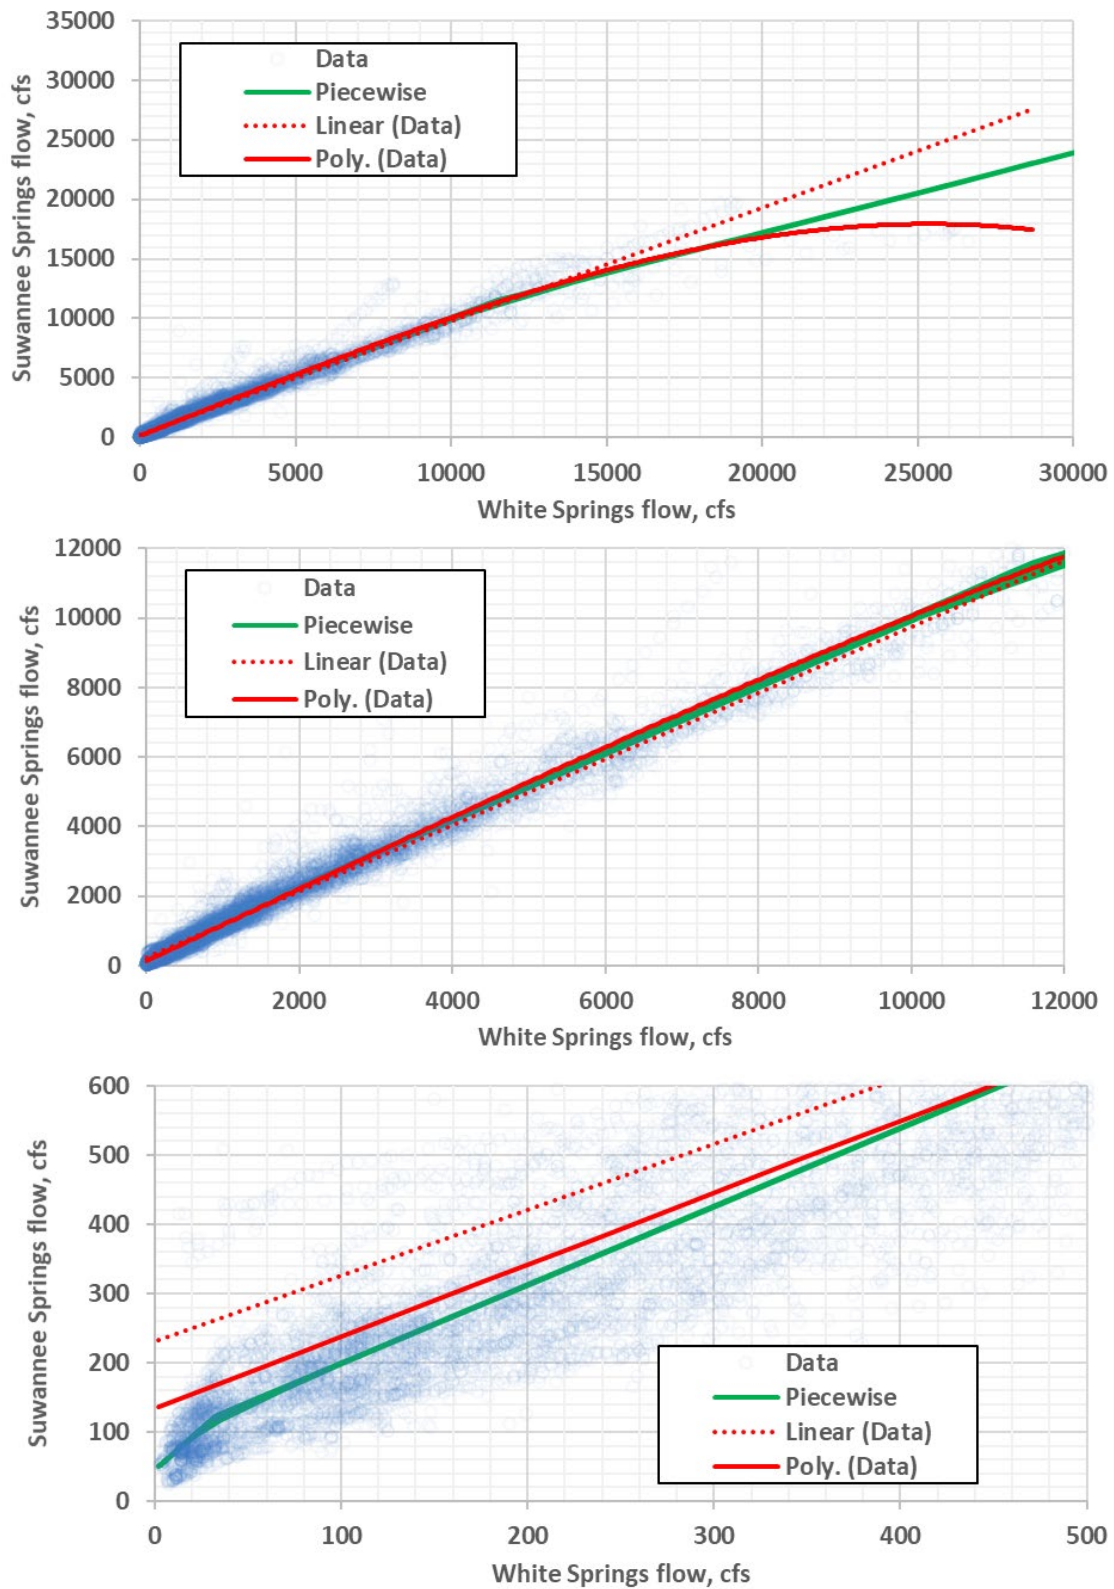 35000
30000
25000
20000
15000
10000
5000
0
Suwannee Springs flow, cfs
Data
Piecewise
Linear (Data)
Poly. (Data)
0 5000 10000 15000 20000 25000 30000
White Springs flow, cfs
12000
10000
8000
6000
4000
2000
0
Suwannee Springs flow, cfs
Data
Piecewise
Linear (Data)
Poly. (Data)
0 2000 4000 6000 8000 10000 12000
White Springs flow, cfs
600
500
400
300
200
100
0
Suwannee Springs flow, cfs
Data
Piecewise
Linear (Data)
Poly. (Data)
0 100 200 300 400 500
White Springs flow, cfs